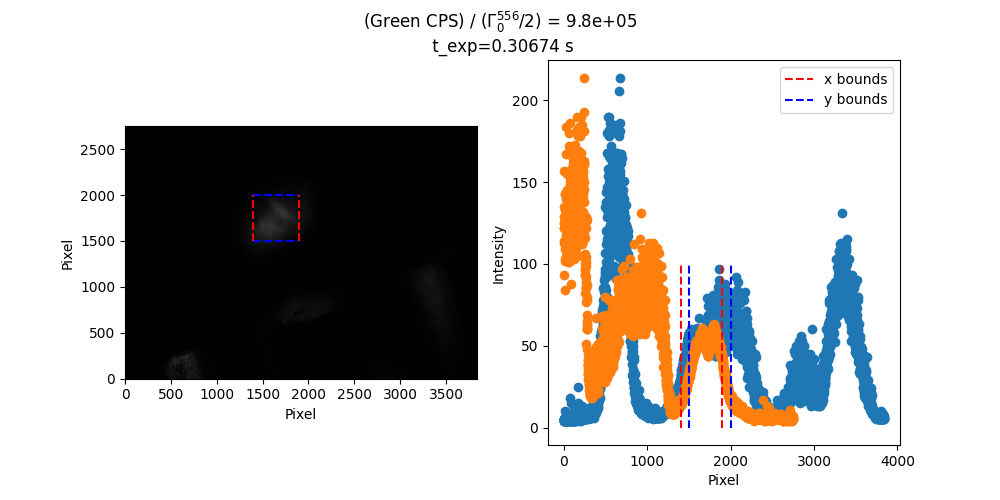 (Green CPS) / (Γ₀⁵⁵⁶/2) = 9.8e+05
t_exp=0.30674 s
2500
2000
1500
1000
500
0
Pixel
0 500 1000 1500 2000 2500 3000 3500
Pixel
x bounds
y bounds
200
150
100
50
0
Intensity
0 1000 2000 3000 4000
Pixel